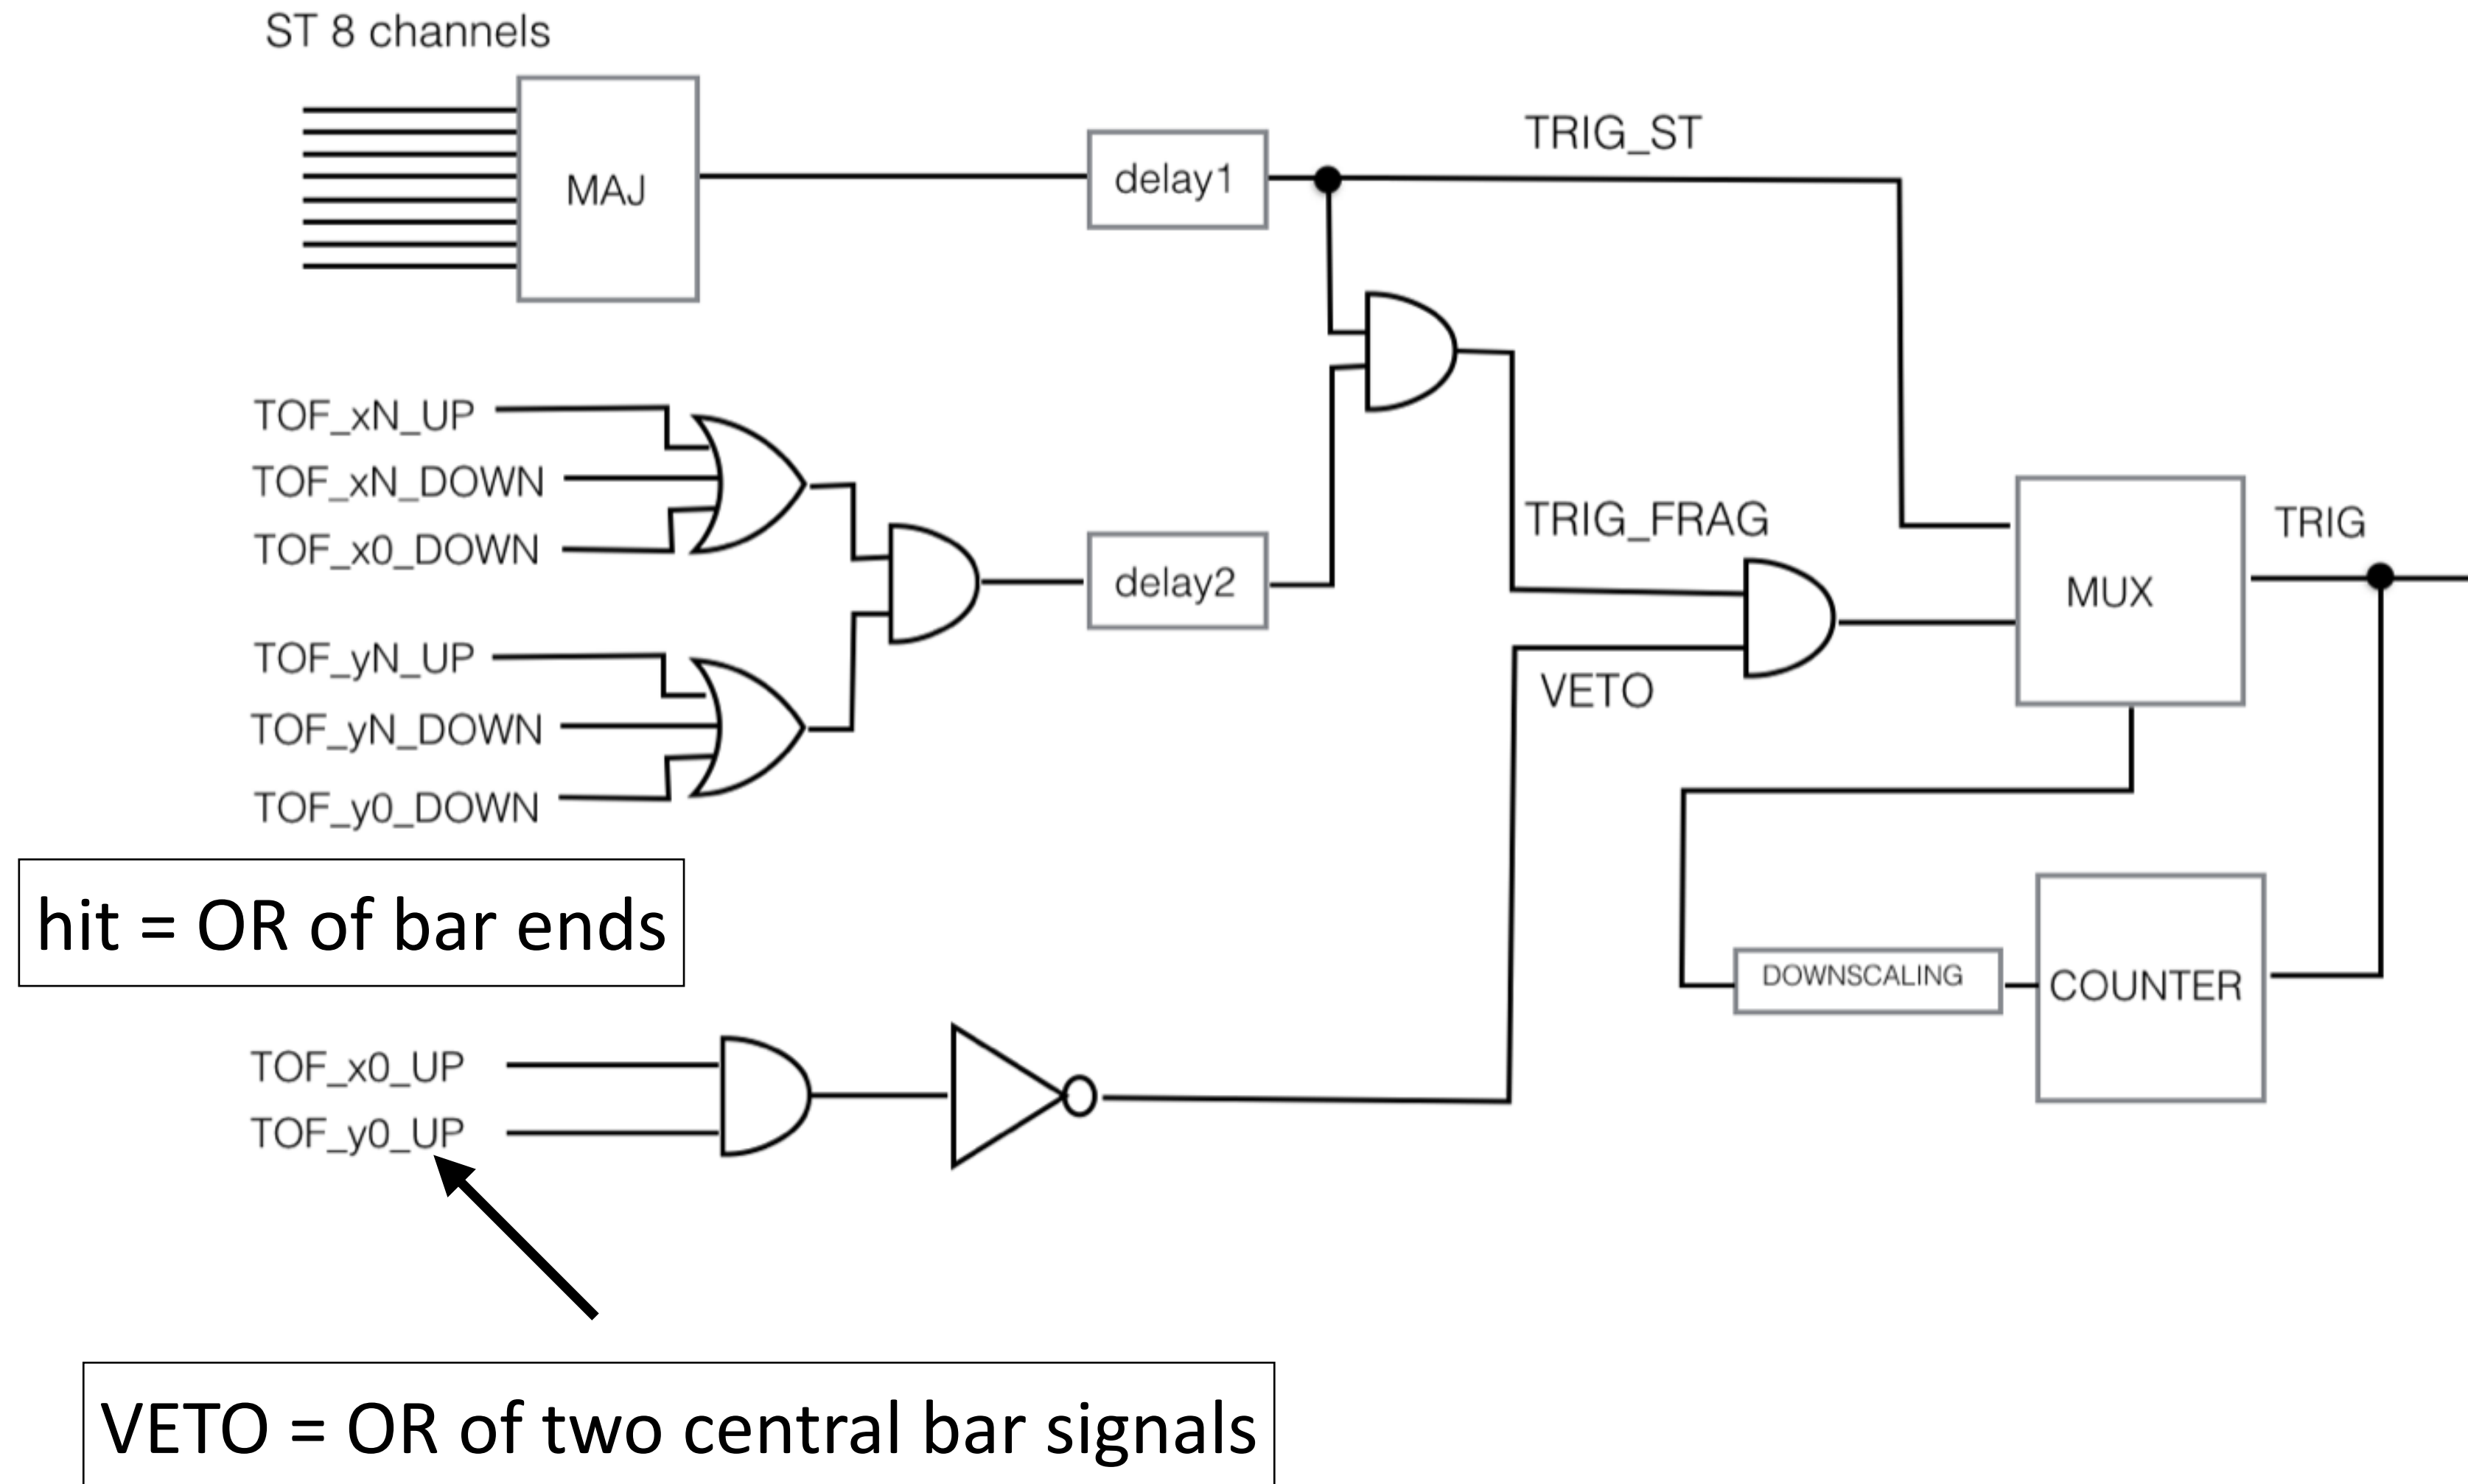 ST 8 channels
MAJ
delay1
TRIG_ST
TOF_xN_UP
TOF_xN_DOWN
TOF_x0_DOWN
TRIG_FRAG
TRIG
delay2
MUX
TOF_yN_UP
TOF_yN_DOWN
TOF_y0_DOWN
VETO
hit = OR of bar ends
DOWNSCALING
COUNTER
TOF_x0_UP
TOF_y0_UP
VETO = OR of two central bar signals